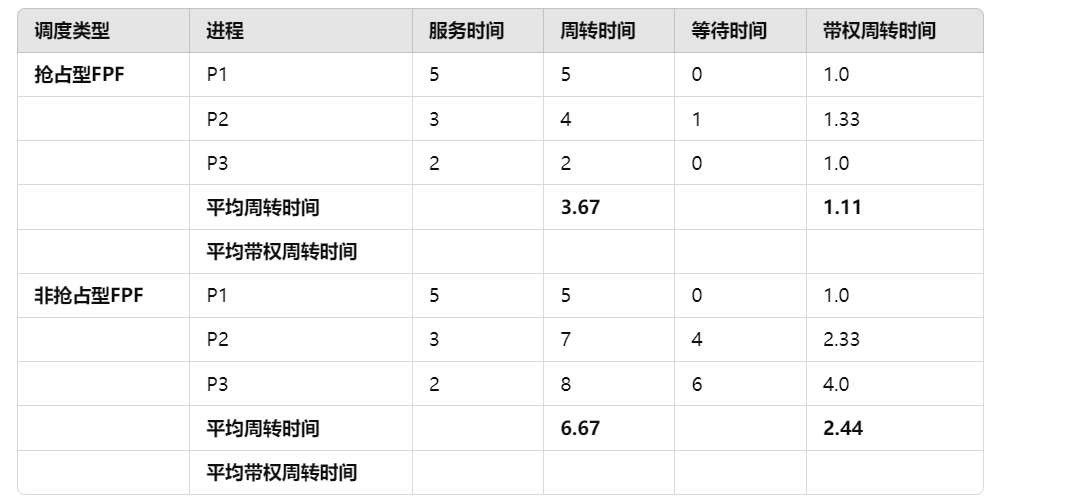 调度类型 进程 服务时间 周转时间 等待时间 带权周转时间
抢占型FPF P1 5 5 0 1.0
P2 3 4 1 1.33
P3 2 2 0 1.0
平均周转时间 3.67 1.11
平均带权周转时间
非抢占型FPF P1 5 5 0 1.0
P2 3 7 4 2.33
P3 2 8 6 4.0
平均周转时间 6.67 2.44
平均带权周转时间